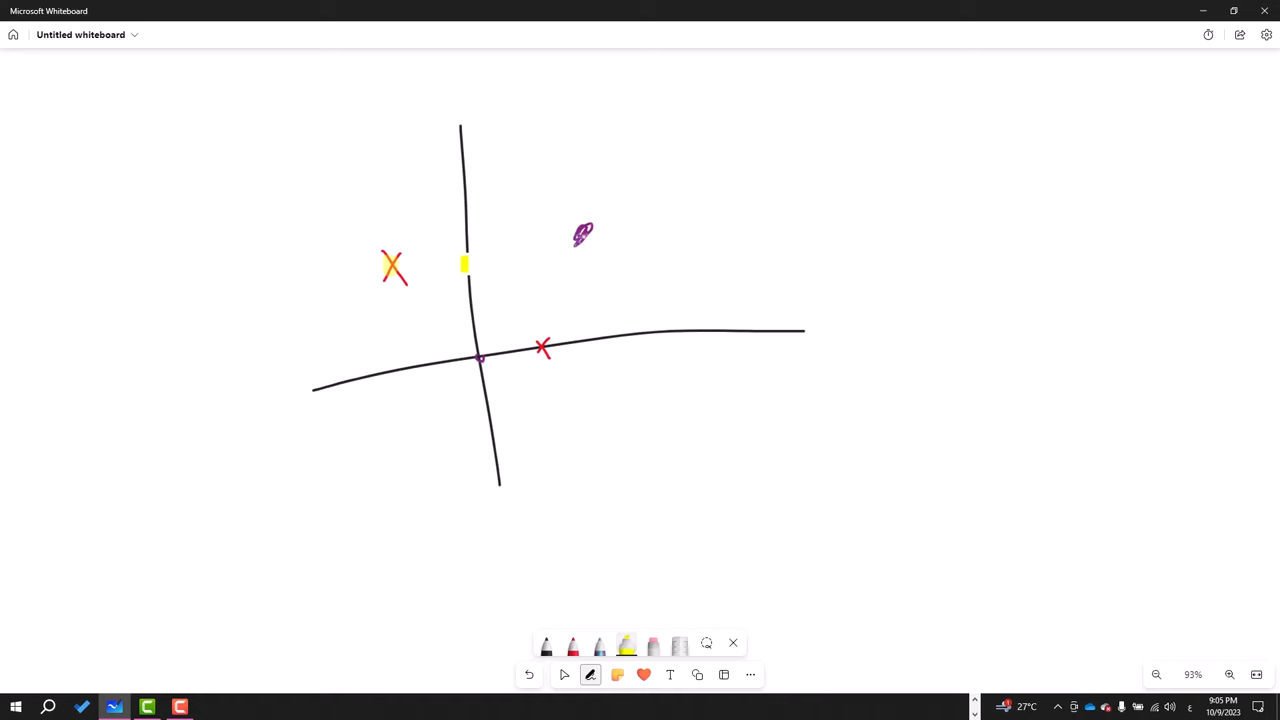 Microsoft Whiteboard
Untitled whiteboard
X
X
T
93%
27°C
ع
9:05 PM
10/9/2023